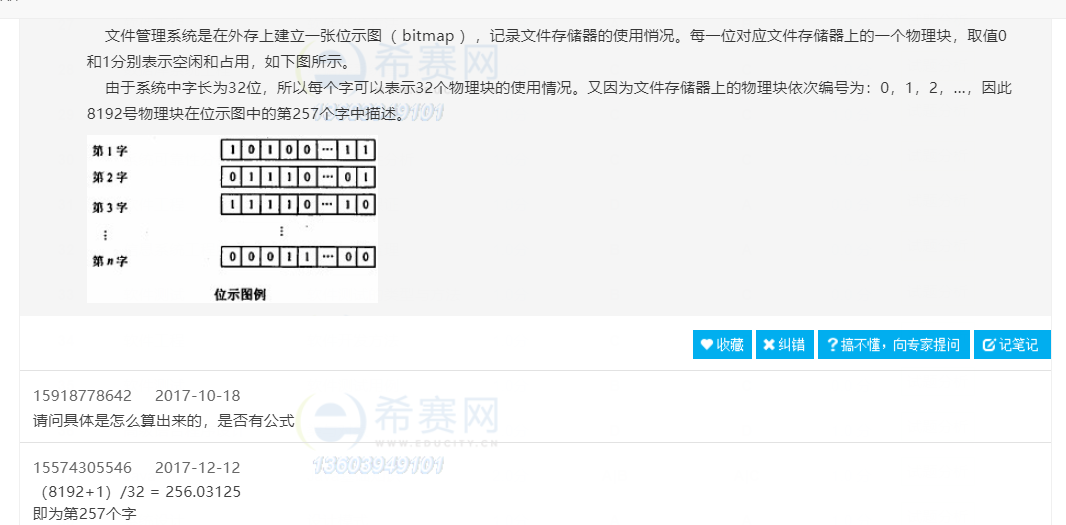 文件管理系统是在外存上建立一张位示图（ bitmap ），记录文件存储器的使用悄况。每一位对应文件存储器上的一个物理块，取值0
和1分别表示空闲和占用，如下图所示。
由于系统中字长为32位，所以每个字可以表示32个物理块的使用情况。又因为文件存储器上的物理块依次编号为：0，1，2，…，因此
8192号物理块在位示图中的第257个字中描述。
第1字 1 0 1 0 0 … 1 1
第2字 0 1 1 1 0 … 0 1
第3字 1 1 1 1 0 … 1 0
⋮ ⋮
第n字 0 0 0 1 1 … 0 0
位示图例
收藏 纠错 搞不懂，向专家提问 记笔记
15918778642 2017-10-18
请问具体是怎么算出来的，是否有公式
15574305546 2017-12-12
（8192+1）/32 = 256.03125
即为第257个字
希赛网
13603949101
希赛网
WWW.EDUCITY.CN
13603949101